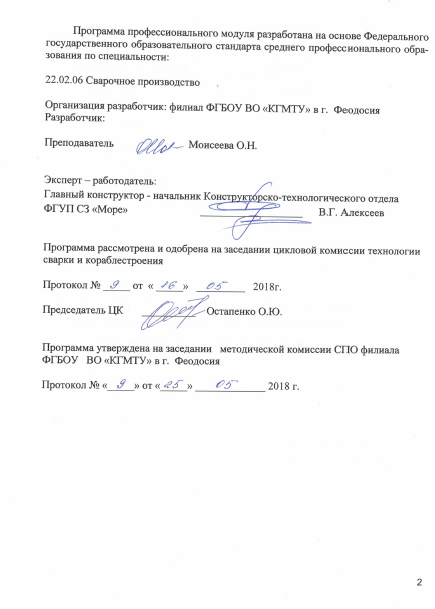 Программа профессионального модуля разработана на основе Федерального
государственного образовательного стандарта среднего профессионального обра-
зования по специальности:
22.02.06 Сварочное производство
Организация разработчик: филиал ФГБОУ ВО «КГМТУ» в г. Феодосия
Разработчик:
Преподаватель Моисеева О.Н.
Эксперт – работодатель:
Главный конструктор - начальник Конструкторско-технологического отдела
ФГУП СЗ «Море» В.Г. Алексеев
Программа рассмотрена и одобрена на заседании цикловой комиссии технологии
сварки и кораблестроения
Протокол № 9 от « 16 » 05 2018г.
Председатель ЦК Остапенко О.Ю.
Программа утверждена на заседании методической комиссии СПО филиала
ФГБОУ ВО «КГМТУ» в г. Феодосия
Протокол № « 9 » от « 25 » 05 2018 г.
2